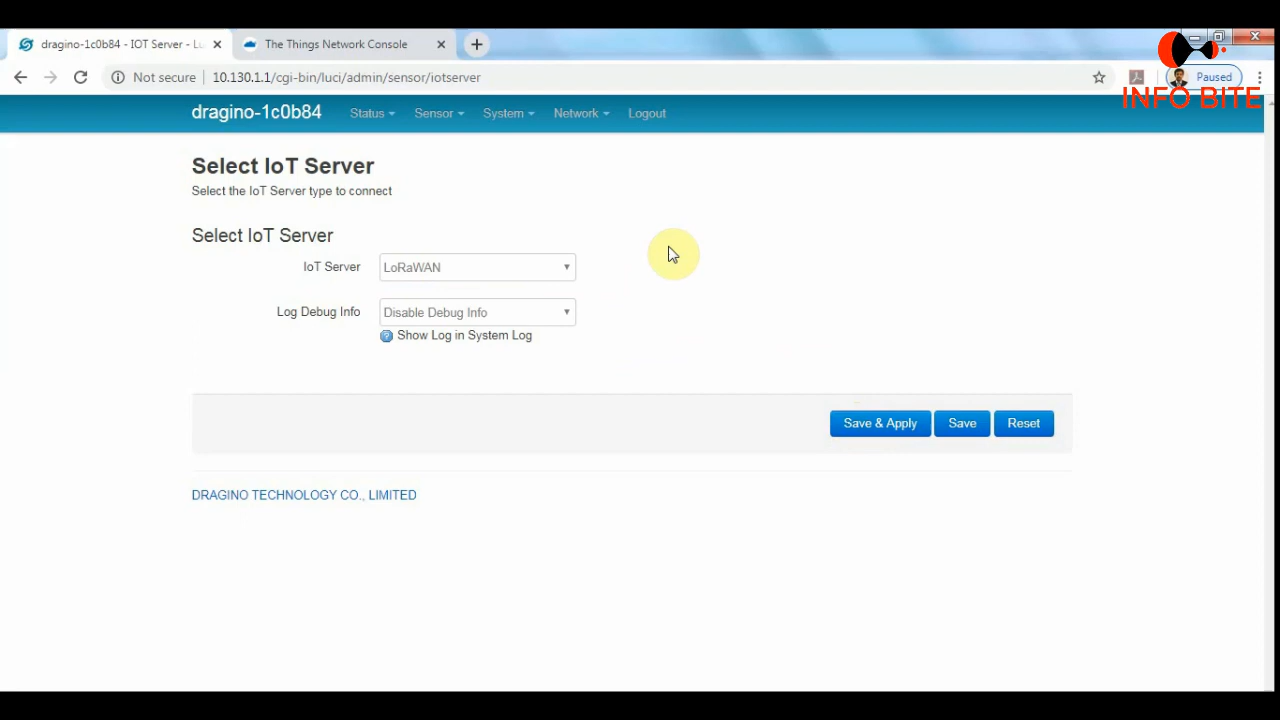 dragino-1c0b84 - IOT Server - Lu
The Things Network Console
Not secure
10.130.1.1/cgi-bin/luci/admin/sensor/iotserver
Paused
INFO BITE
dragino-1c0b84
Status
Sensor
System
Network
Logout
Select IoT Server
Select the IoT Server type to connect
Select IoT Server
IoT Server
LoRaWAN
Log Debug Info
Disable Debug Info
Show Log in System Log
Save & Apply
Save
Reset
DRAGINO TECHNOLOGY CO., LIMITED